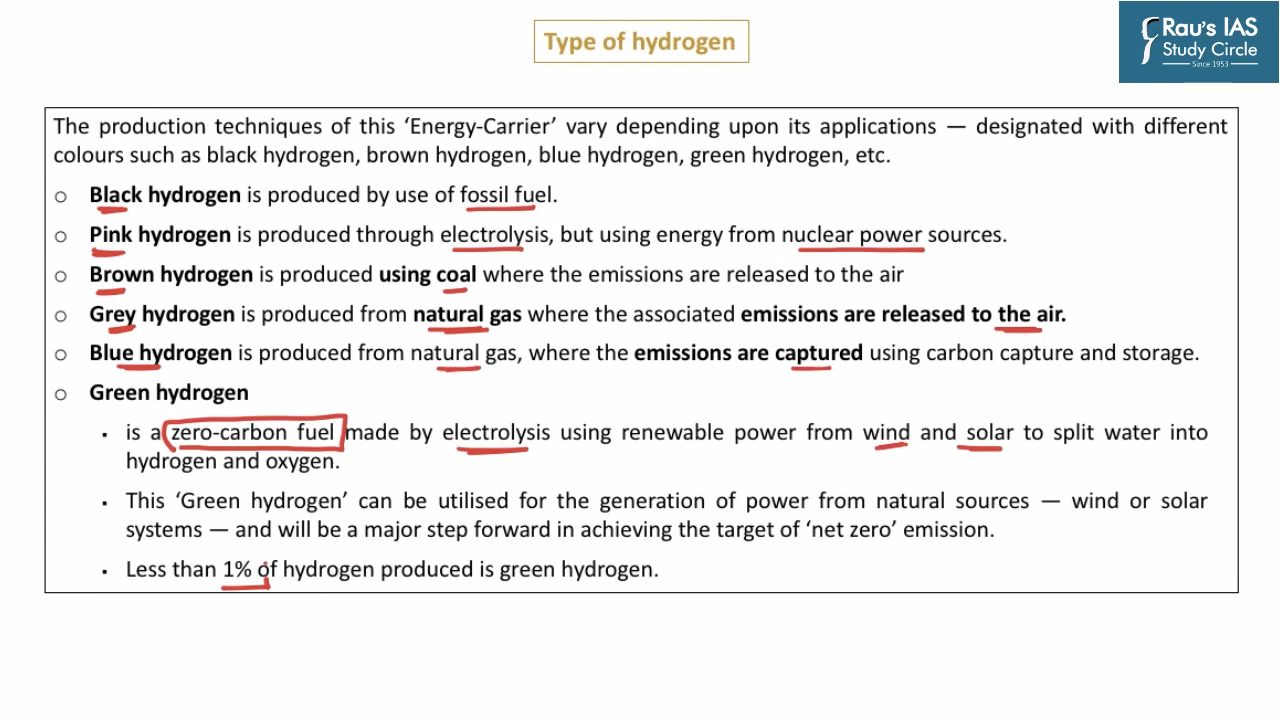 Type of hydrogen
Rau's IAS
Study Circle
Since 1953
The production techniques of this ‘Energy-Carrier’ vary depending upon its applications — designated with different
colours such as black hydrogen, brown hydrogen, blue hydrogen, green hydrogen, etc.
○ Black hydrogen is produced by use of fossil fuel.
○ Pink hydrogen is produced through electrolysis, but using energy from nuclear power sources.
○ Brown hydrogen is produced using coal where the emissions are released to the air
○ Grey hydrogen is produced from natural gas where the associated emissions are released to the air.
○ Blue hydrogen is produced from natural gas, where the emissions are captured using carbon capture and storage.
○ Green hydrogen
▪ is a zero-carbon fuel made by electrolysis using renewable power from wind and solar to split water into
hydrogen and oxygen.
▪ This ‘Green hydrogen’ can be utilised for the generation of power from natural sources — wind or solar
systems — and will be a major step forward in achieving the target of ‘net zero’ emission.
▪ Less than 1% of hydrogen produced is green hydrogen.